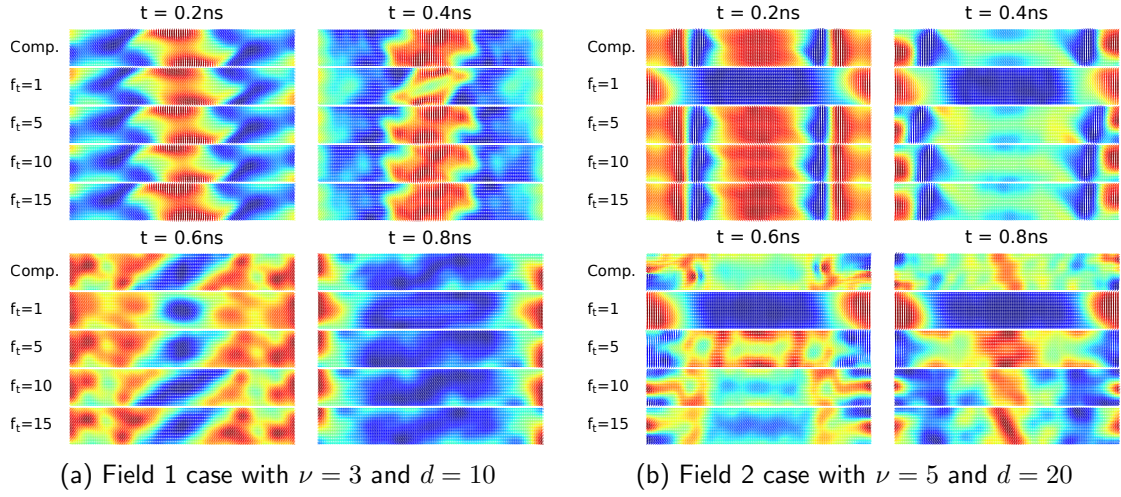 t = 0.2ns
t = 0.4ns
Comp.
f_t=1
f_t=5
f_t=10
f_t=15
t = 0.6ns
t = 0.8ns
Comp.
f_t=1
f_t=5
f_t=10
f_t=15
(a) Field 1 case with ν = 3 and d = 10
t = 0.2ns
t = 0.4ns
Comp.
f_t=1
f_t=5
f_t=10
f_t=15
t = 0.6ns
t = 0.8ns
Comp.
f_t=1
f_t=5
f_t=10
f_t=15
(b) Field 2 case with ν = 5 and d = 20